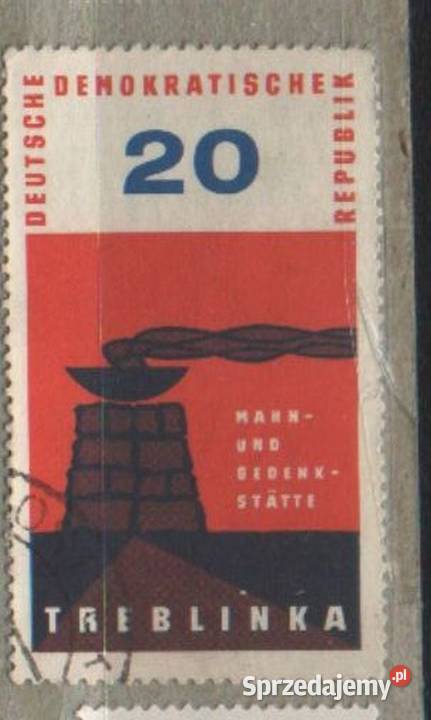 DEUTSCHE DEMOKRATISCHE REPUBLIK
20
MAHN-
UND
GEDENK-
STÄTTE
TREBLINKA
Sprzedajemy.pl